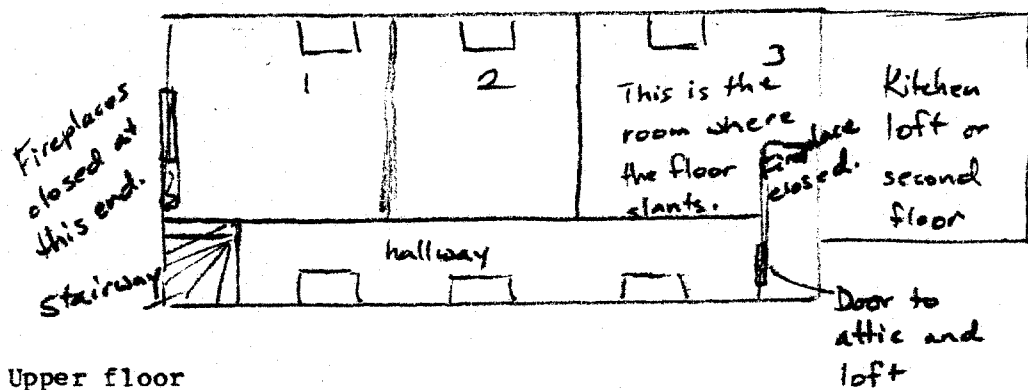 Fireplaces
closed at
this end.
Stairway
1
2
3
This is the
room where
the floor
slants.
Fireplace
closed.
Kitchen
loft or
second
floor
hallway
Door to
attic and
loft
Upper floor